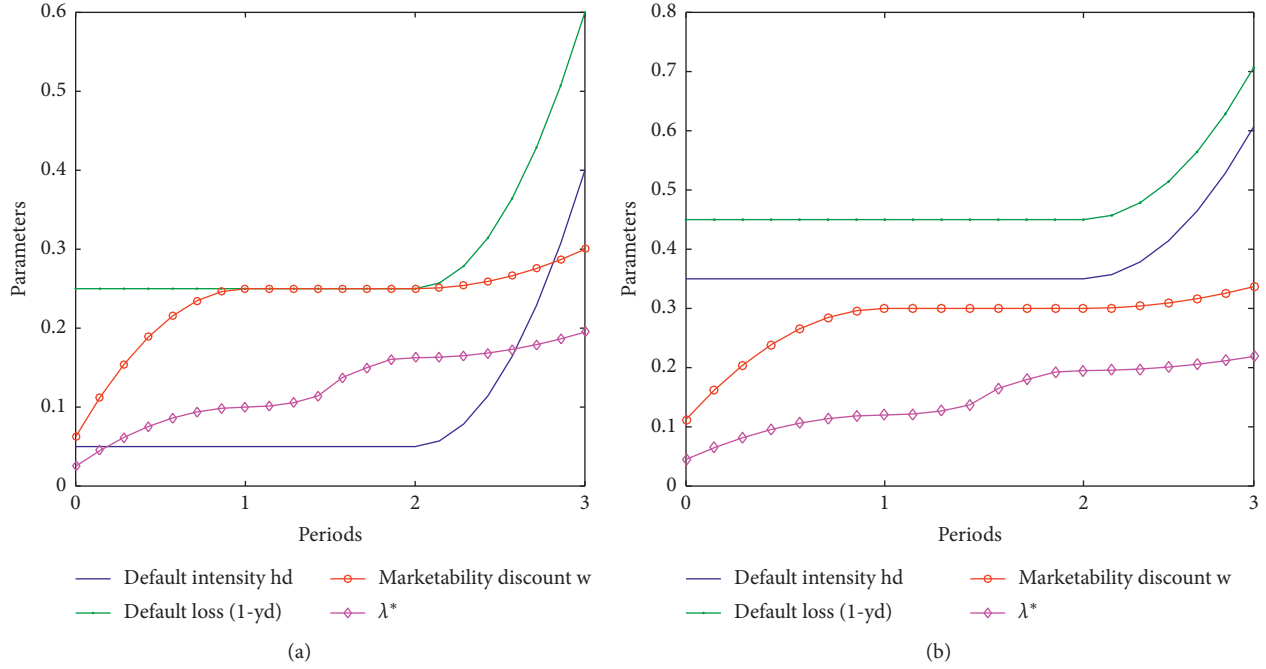 0.6
0.5
0.4
0.3
0.2
0.1
0
Parameters
0
1
2
3
Periods
Default intensity hd
Marketability discount w
Default loss (1-yd)
λ*
(a)
0.8
0.7
0.6
0.5
0.4
0.3
0.2
0.1
0
Parameters
0
1
2
3
Periods
Default intensity hd
Marketability discount w
Default loss (1-yd)
λ*
(b)